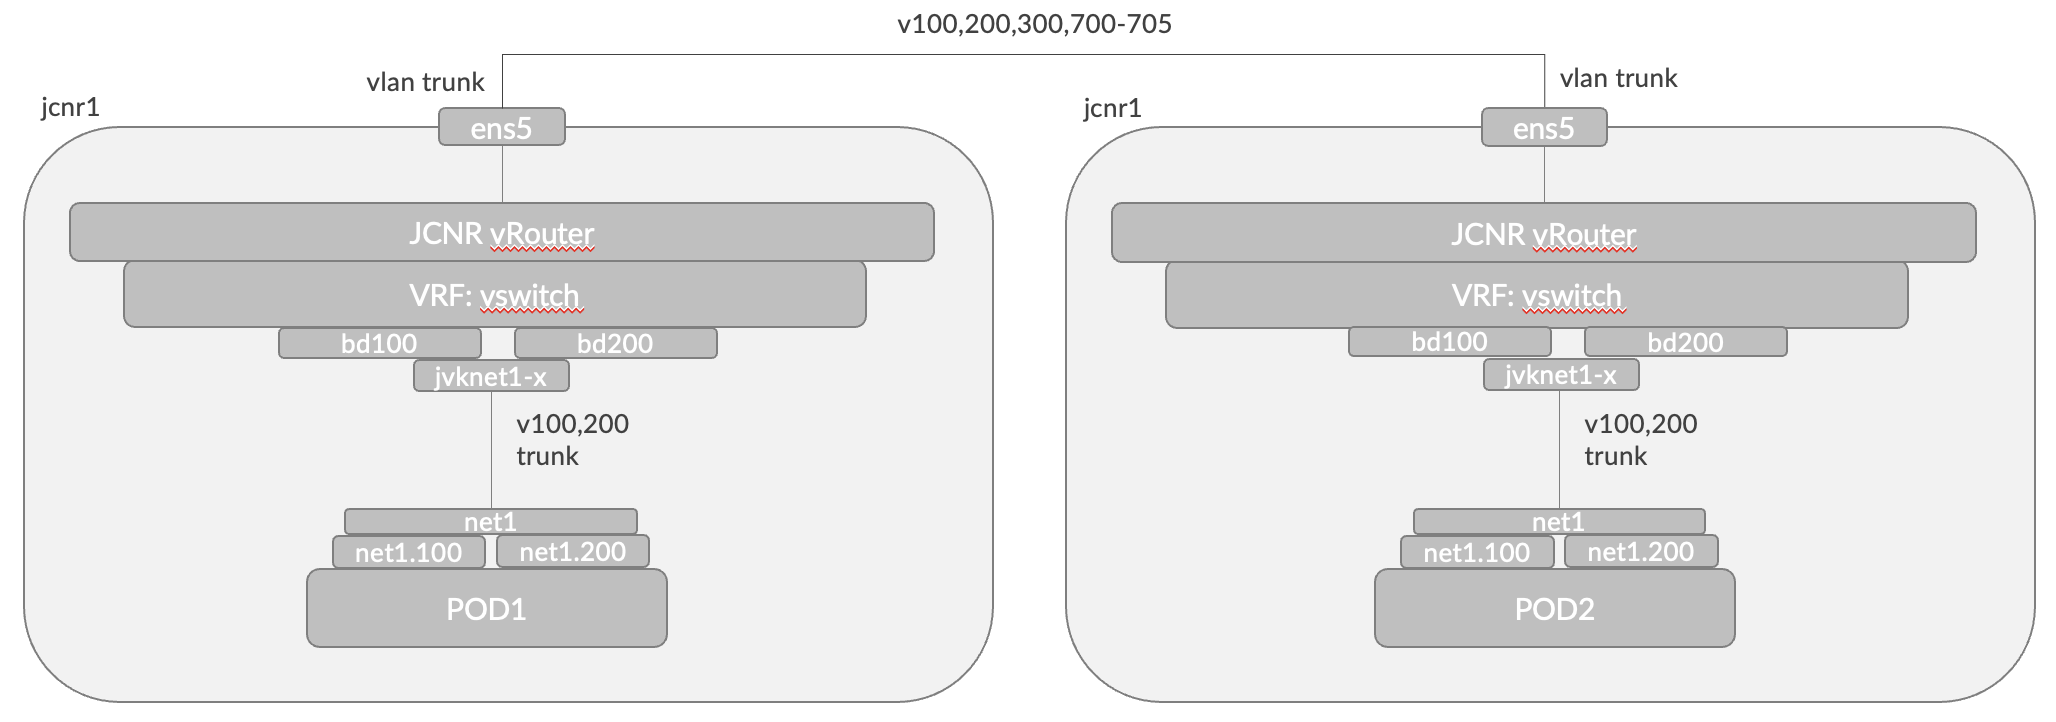 v100,200,300,700-705
vlan trunk
vlan trunk
jcnr1
jcnr1
ens5
ens5
JCNR vRouter
JCNR vRouter
VRF: vswitch
VRF: vswitch
bd100
bd200
bd100
bd200
jvknet1-x
jvknet1-x
v100,200
trunk
v100,200
trunk
net1
net1
net1.100
net1.200
net1.100
net1.200
POD1
POD2